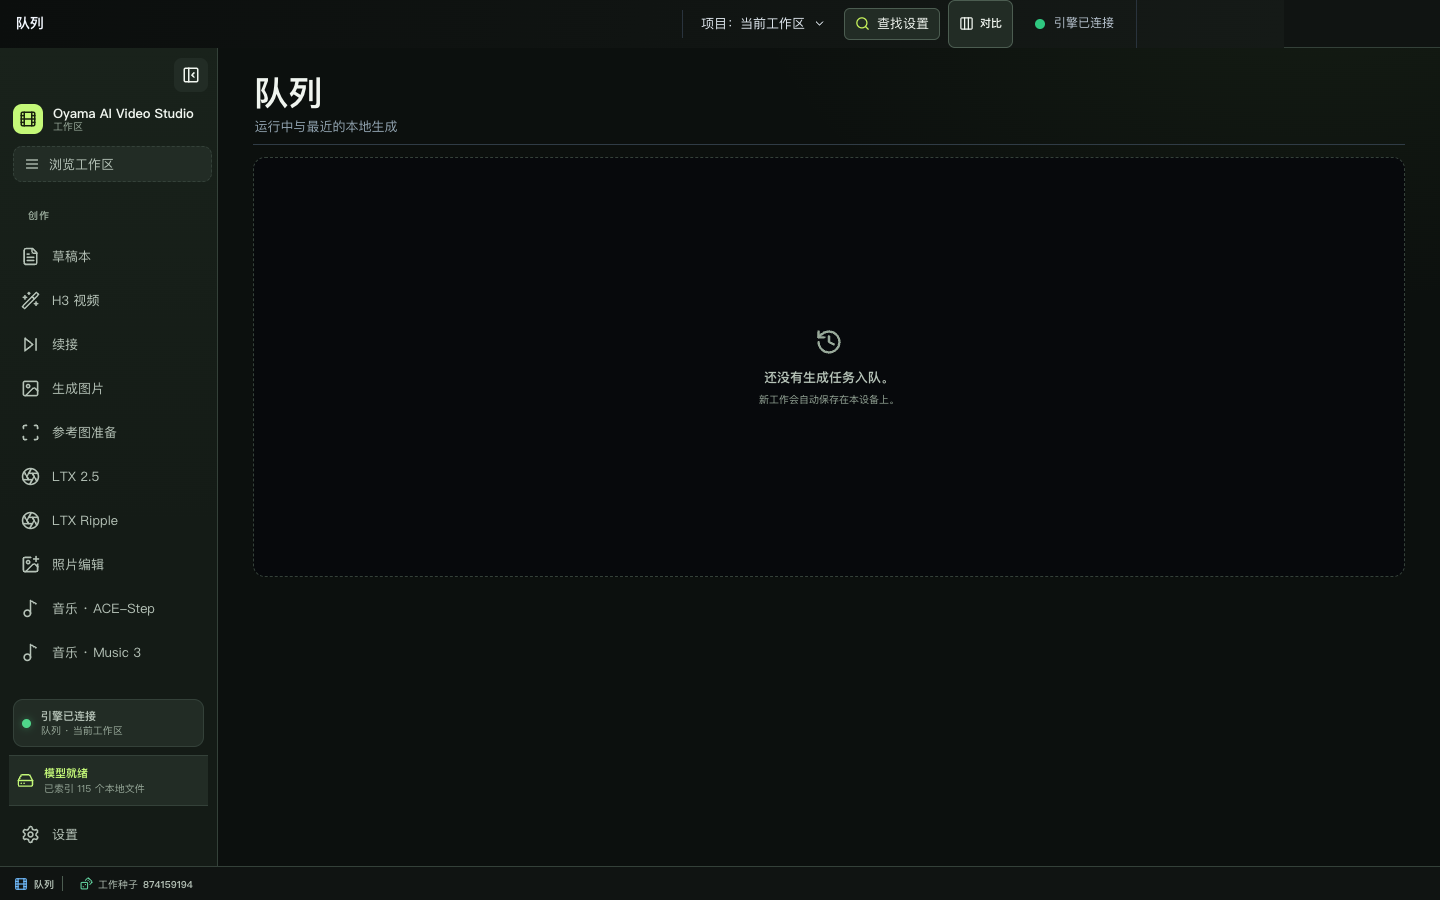 队列
项目：当前工作区
查找设置
对比
引擎已连接
Oyama AI Video Studio
工作区
浏览工作区
创作
草稿本
H3 视频
续接
生成图片
参考图准备
LTX 2.5
LTX Ripple
照片编辑
音乐 · ACE-Step
音乐 · Music 3
引擎已连接
队列 · 当前工作区
模型就绪
已索引 115 个本地文件
设置
队列
运行中与最近的本地生成
还没有生成任务入队。
新工作会自动保存在本设备上。
队列
工作种子 874159194